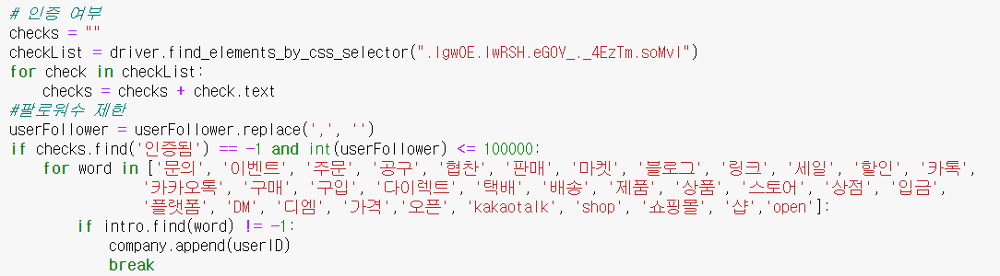 # 인증 여부
checks = ""
checkList = driver.find_elements_by_css_selector(".IgwOE.IwRSH.eGOV_._4EzTm.soMvl")
for check in checkList:
    checks = checks + check.text
#팔로워수 제한
userFollower = userFollower.replace(',', '')
if checks.find('인증됨') == -1 and int(userFollower) <= 100000:
    for word in ['문의', '이벤트', '주문', '공구', '협찬', '판매', '마켓', '블로그', '링크', '세일', '할인', '카톡',
                '카카오톡', '구매', '구입', '다이렉트', '택배', '배송', '제품', '상품', '스토어', '상점', '입금',
                '플랫폼', 'DM', '디엠', '가격','오픈', 'kakaotalk', 'shop', '쇼핑몰', '샵','open']:
        if intro.find(word) != -1:
            company.append(userID)
            break